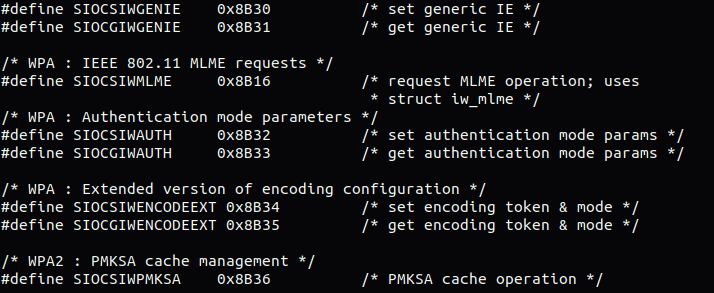 #define SIOCSIWGENIE    0x8B30          /* set generic IE */
#define SIOCGIWGENIE    0x8B31          /* get generic IE */

/* WPA : IEEE 802.11 MLME requests */
#define SIOCSIWMLME     0x8B16          /* request MLME operation; uses
                                         * struct iw_mlme */
/* WPA : Authentication mode parameters */
#define SIOCSIWAUTH     0x8B32          /* set authentication mode params */
#define SIOCGIWAUTH     0x8B33          /* get authentication mode params */

/* WPA : Extended version of encoding configuration */
#define SIOCSIWENCODEEXT 0x8B34         /* set encoding token & mode */
#define SIOCGIWENCODEEXT 0x8B35         /* get encoding token & mode */

/* WPA2 : PMKSA cache management */
#define SIOCSIWPMKSA    0x8B36          /* PMKSA cache operation */